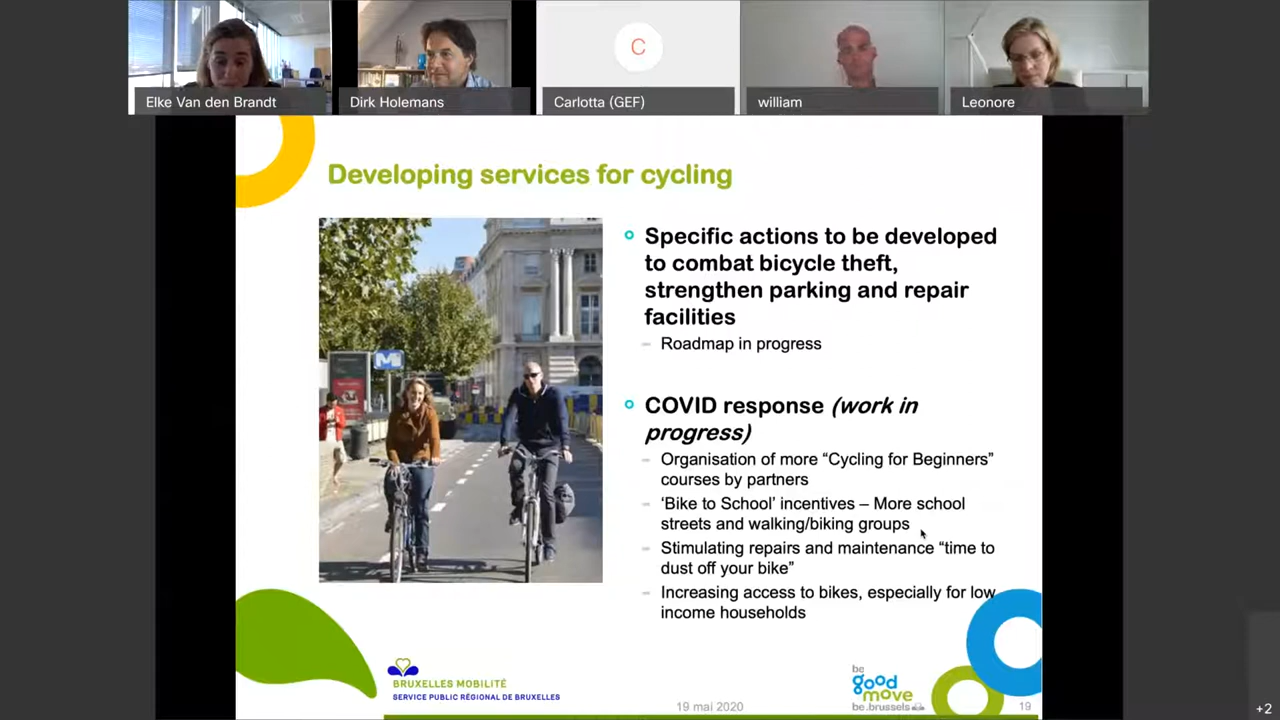 C
Elke Van den Brandt
Dirk Holemans
Carlotta (GEF)
william
Leonore
Developing services for cycling
Specific actions to be developed
to combat bicycle theft,
strengthen parking and repair
facilities
Roadmap in progress
COVID response (work in
progress)
Organisation of more “Cycling for Beginners”
courses by partners
‘Bike to School’ incentives – More school
streets and walking/biking groups
Stimulating repairs and maintenance “time to
dust off your bike”
Increasing access to bikes, especially for low
income households
M
BRUXELLES MOBILITÉ
SERVICE PUBLIC RÉGIONAL DE BRUXELLES
be
good
move
be.brussels
19 mai 2020
19
+2